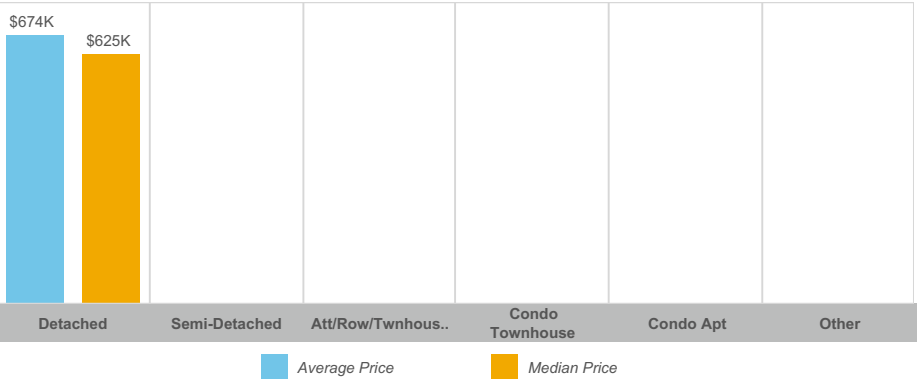 $674K
$625K
Detached
Semi-Detached
Att/Row/Twnhous..
Condo
Townhouse
Condo Apt
Other
Average Price
Median Price